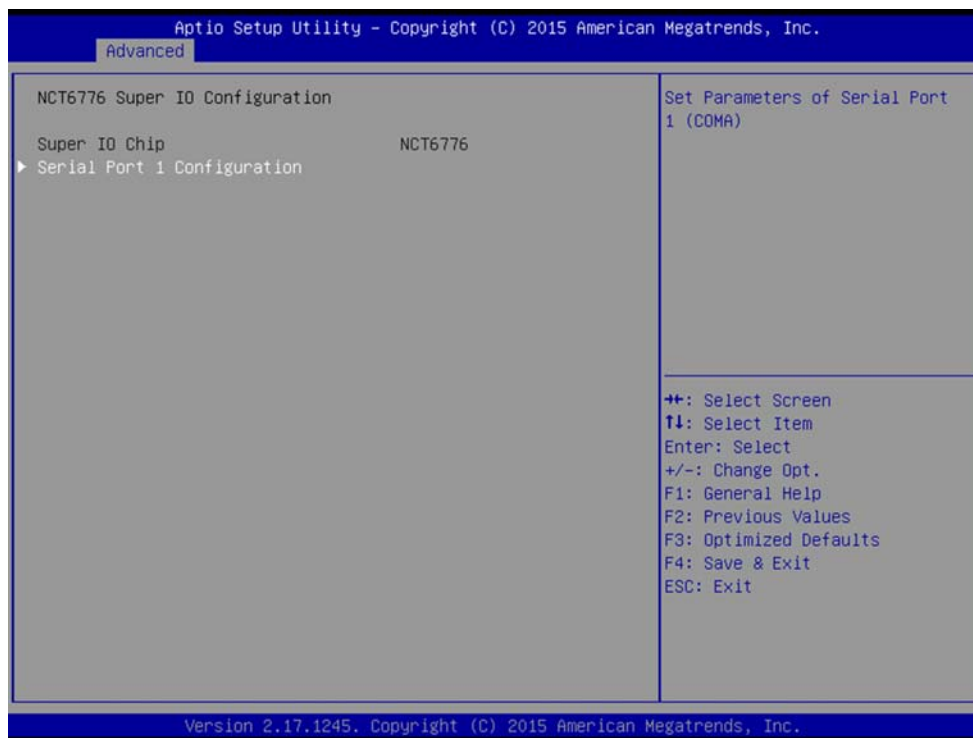 Aptio Setup Utility – Copyright (C) 2015 American Megatrends, Inc.
Advanced
NCT6776 Super IO Configuration
Super IO Chip NCT6776
Serial Port 1 Configuration
Set Parameters of Serial Port
1 (COMA)
→←: Select Screen
↑↓: Select Item
Enter: Select
+/-: Change Opt.
F1: General Help
F2: Previous Values
F3: Optimized Defaults
F4: Save & Exit
ESC: Exit
Version 2.17.1245. Copyright (C) 2015 American Megatrends, Inc.